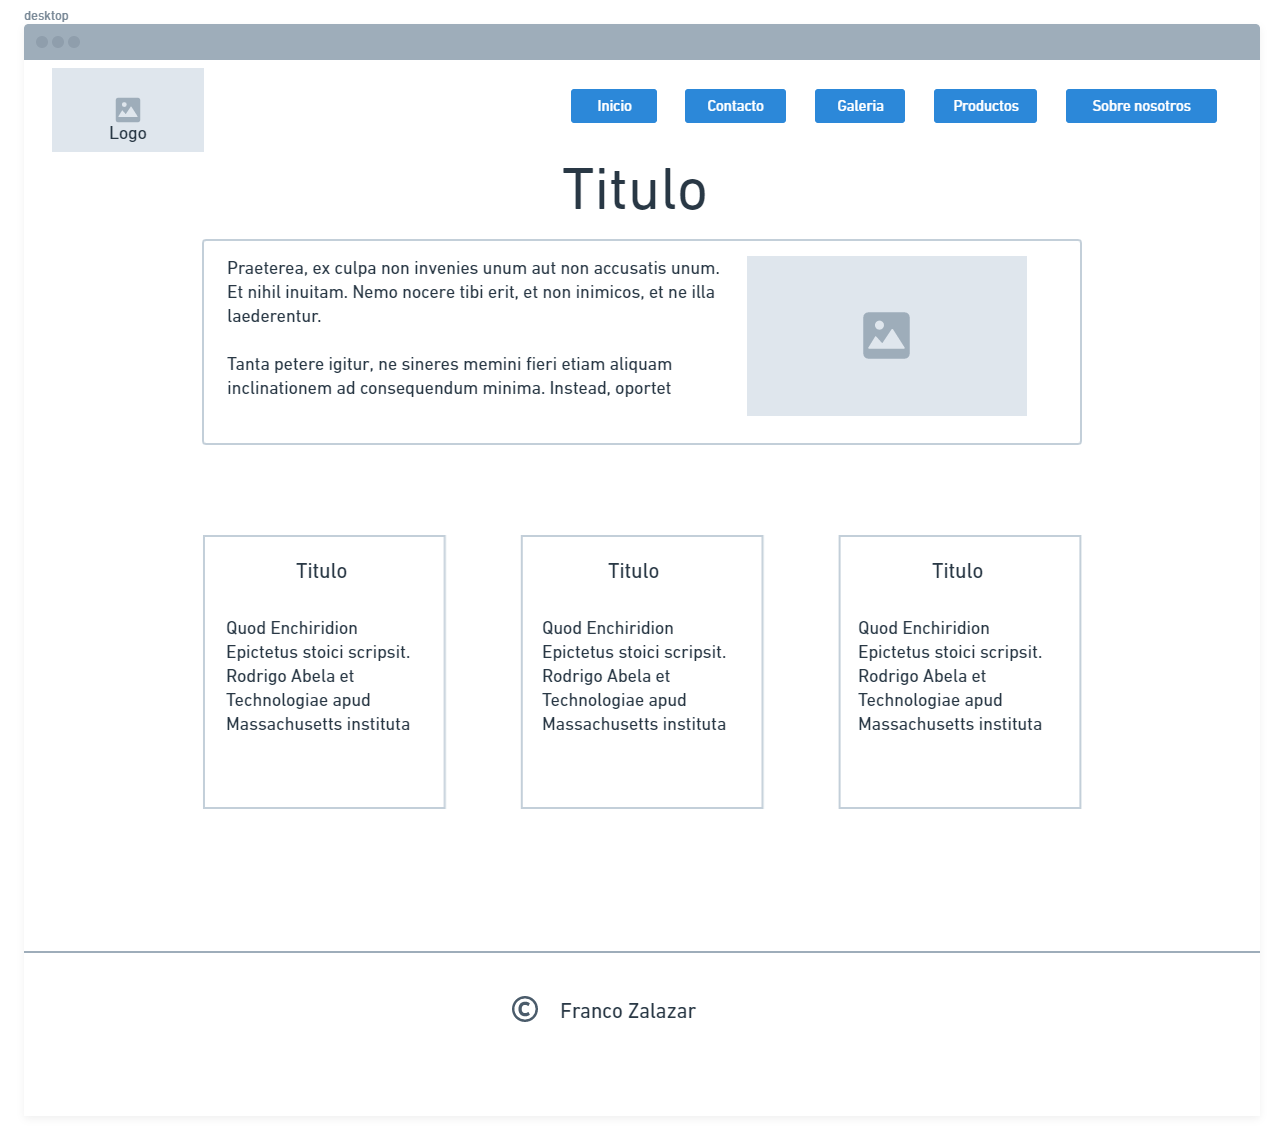 desktop
Logo
Inicio
Contacto
Galeria
Productos
Sobre nosotros
Titulo
Praeterea, ex culpa non invenies unum aut non accusatis unum.
Et nihil inuitam. Nemo nocere tibi erit, et non inimicos, et ne illa
laederentur.
Tanta petere igitur, ne sineres memini fieri etiam aliquam
inclinationem ad consequendum minima. Instead, oportet
Titulo
Quod Enchiridion
Epictetus stoici scripsit.
Rodrigo Abela et
Technologiae apud
Massachusetts instituta
Titulo
Quod Enchiridion
Epictetus stoici scripsit.
Rodrigo Abela et
Technologiae apud
Massachusetts instituta
Titulo
Quod Enchiridion
Epictetus stoici scripsit.
Rodrigo Abela et
Technologiae apud
Massachusetts instituta
© Franco Zalazar